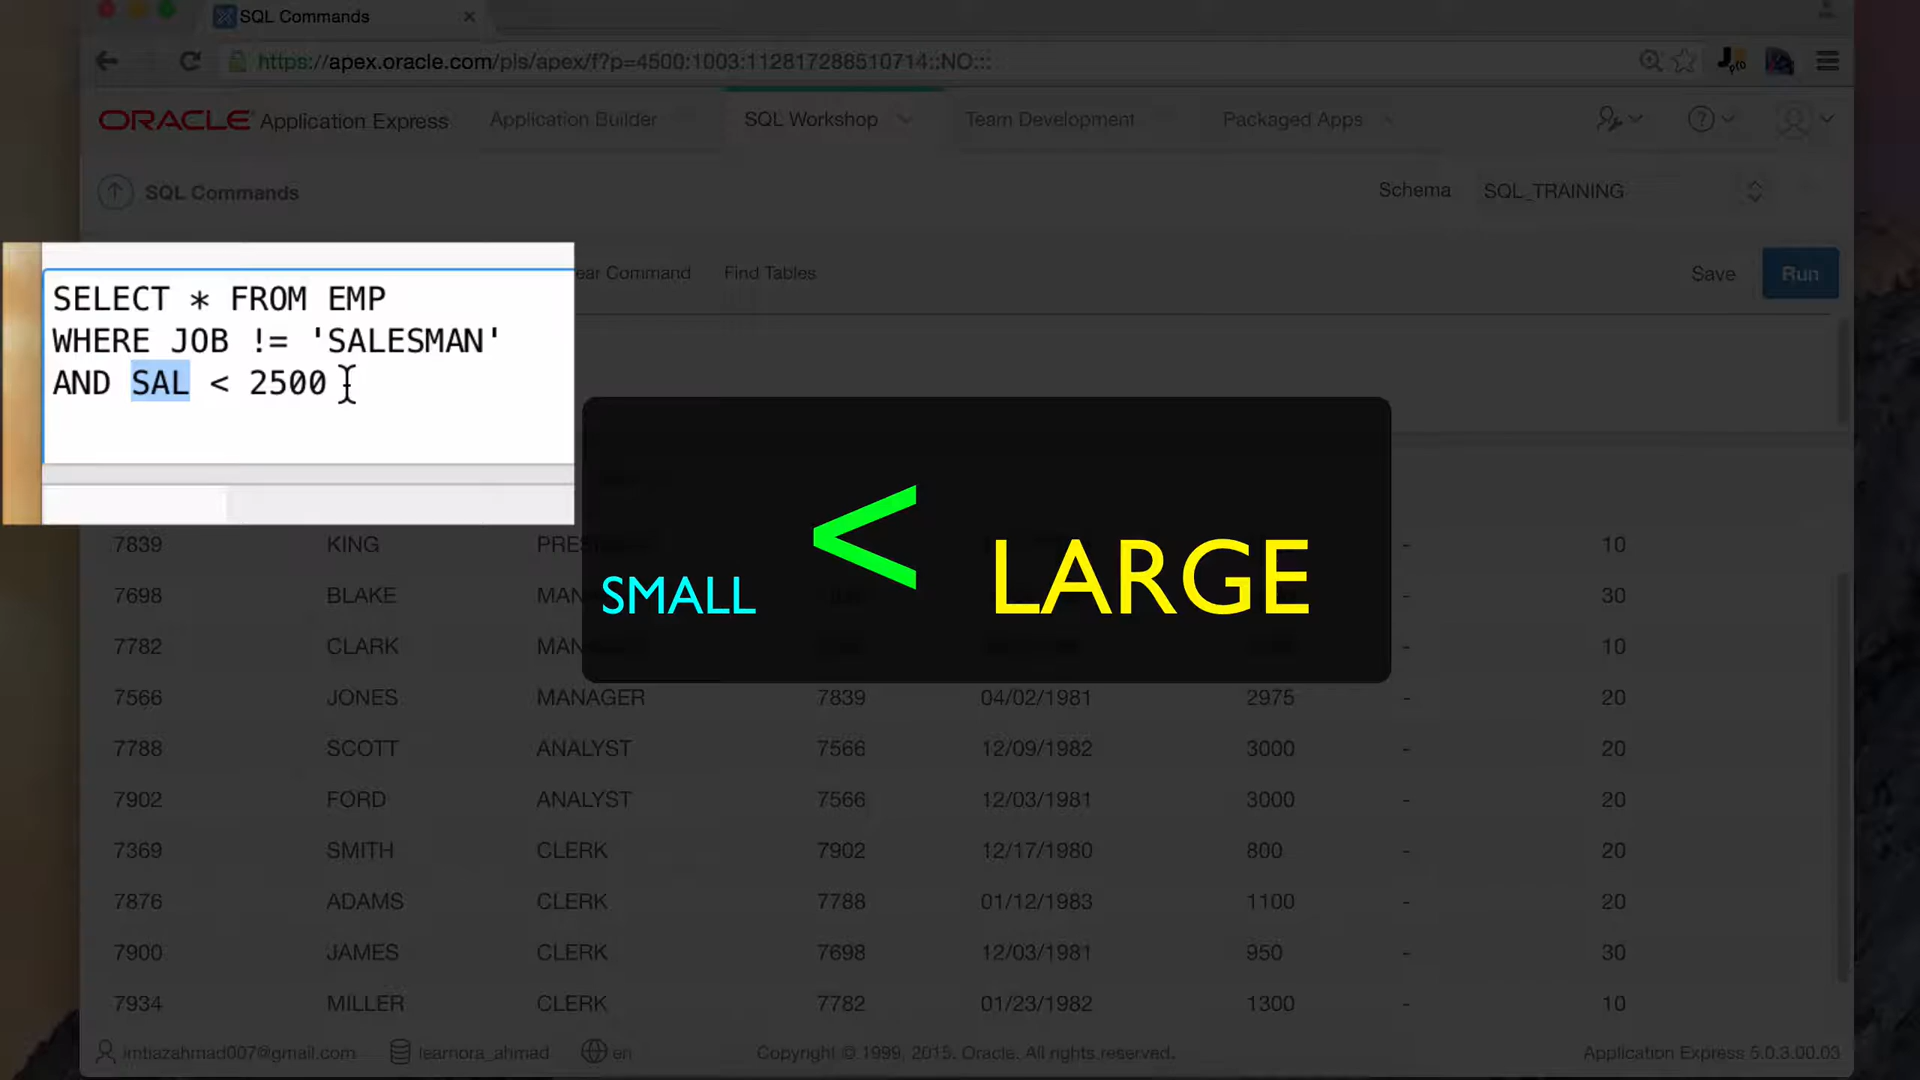 SQL Commands
https://apex.oracle.com/pls/apex/f?p=4500:1003:112817288510714::NO:::
ORACLE Application Express Application Builder SQL Workshop Team Development Packaged Apps
SQL Commands Schema SQL_TRAINING
ear Command Find Tables Save Run
SELECT * FROM EMP
WHERE JOB != 'SALESMAN'
AND SAL < 2500
SMALL < LARGE
7839 KING PRES - 10
7698 BLAKE MAN - 30
7782 CLARK MAN - 10
7566 JONES MANAGER 7839 04/02/1981 2975 - 20
7788 SCOTT ANALYST 7566 12/09/1982 3000 - 20
7902 FORD ANALYST 7566 12/03/1981 3000 - 20
7369 SMITH CLERK 7902 12/17/1980 800 - 20
7876 ADAMS CLERK 7788 01/12/1983 1100 - 20
7900 JAMES CLERK 7698 12/03/1981 950 - 30
7934 MILLER CLERK 7782 01/23/1982 1300 - 10
imtiazahmad007@gmail.com learnora_ahmad en Copyright © 1999, 2015, Oracle. All rights reserved. Application Express 5.0.3.00.03